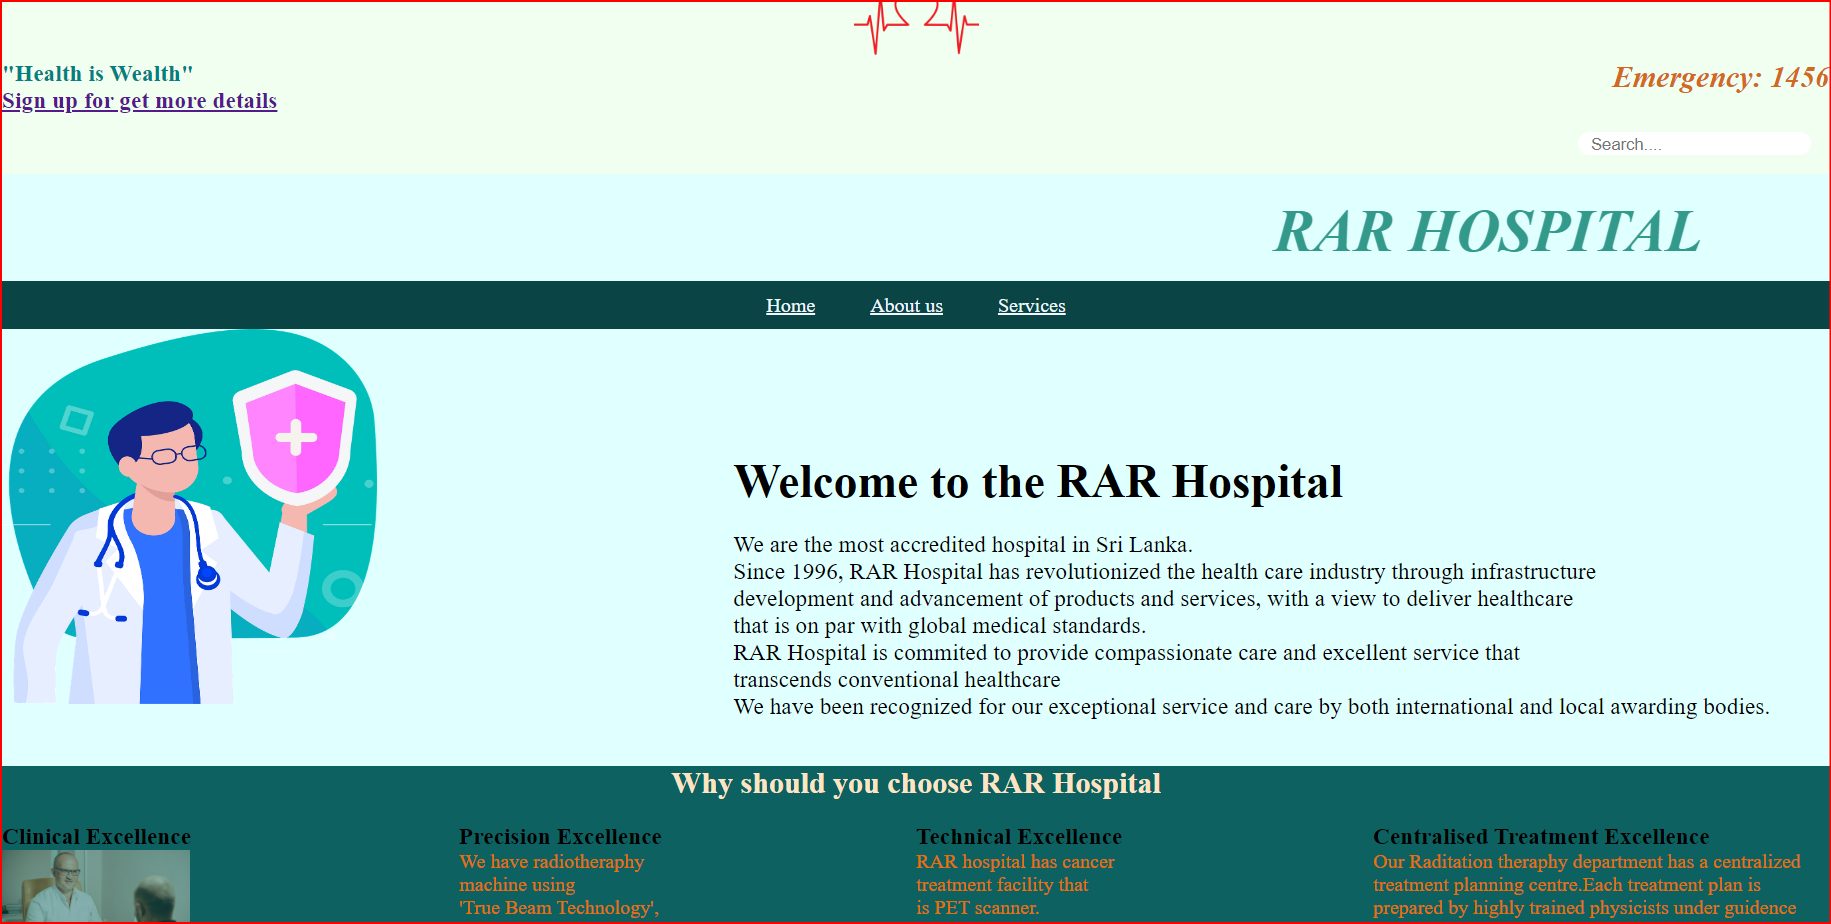 "Health is Wealth"
Sign up for get more details
Emergency: 1456
Search....
RAR HOSPITAL
Home About us Services
Welcome to the RAR Hospital
We are the most accredited hospital in Sri Lanka.
Since 1996, RAR Hospital has revolutionized the health care industry through infrastructure
development and advancement of products and services, with a view to deliver healthcare
that is on par with global medical standards.
RAR Hospital is commited to provide compassionate care and excellent service that
transcends conventional healthcare
We have been recognized for our exceptional service and care by both international and local awarding bodies.
Why should you choose RAR Hospital
Clinical Excellence
Precision Excellence
We have radiotheraphy
machine using
'True Beam Technology',
Technical Excellence
RAR hospital has cancer
treatment facility that
is PET scanner.
Centralised Treatment Excellence
Our Raditation theraphy department has a centralized
treatment planning centre.Each treatment plan is
prepared by highly trained physicists under guidence